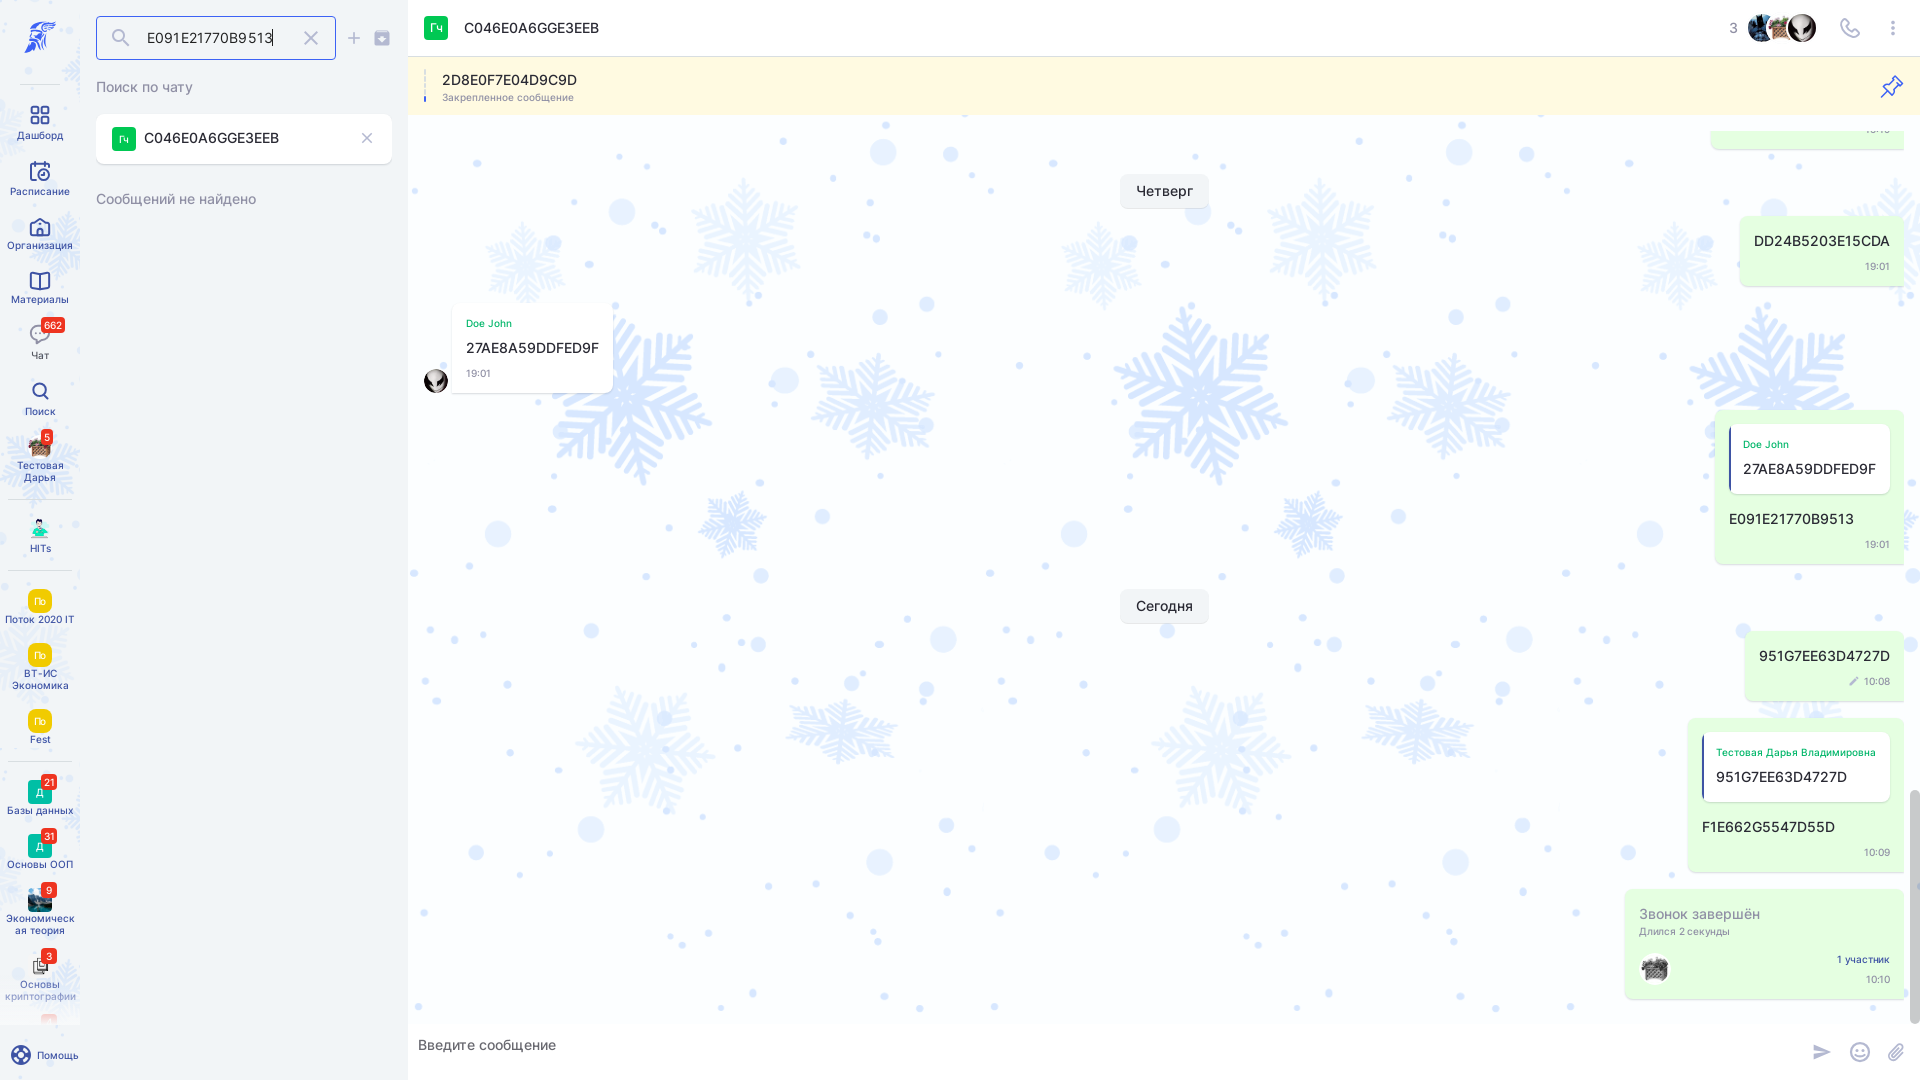 E091E21770B9513
Поиск по чату
Гч
C046E0A6GGE3EEB
Сообщений не найдено
Дашборд
Расписание
Организация
Материалы
662
Чат
Поиск
5
Тестовая
Дарья
HITs
По
Поток 2020 IT
По
ВТ-ИС
Экономика
По
Fest
21
Д
Базы данных
31
Д
Основы ООП
9
Экономическ
ая теория
3
Основы
криптографии
Помощь
Гч
C046E0A6GGE3EEB
3
2D8E0F7E04D9C9D
Закрепленное сообщение
Четверг
DD24B5203E15CDA
19:01
Doe John
27AE8A59DDFED9F
19:01
Doe John
27AE8A59DDFED9F
E091E21770B9513
19:01
Сегодня
951G7EE63D4727D
10:08
Тестовая Дарья Владимировна
951G7EE63D4727D
F1E662G5547D55D
10:09
Звонок завершён
Длился 2 секунды
1 участник
10:10
Введите сообщение